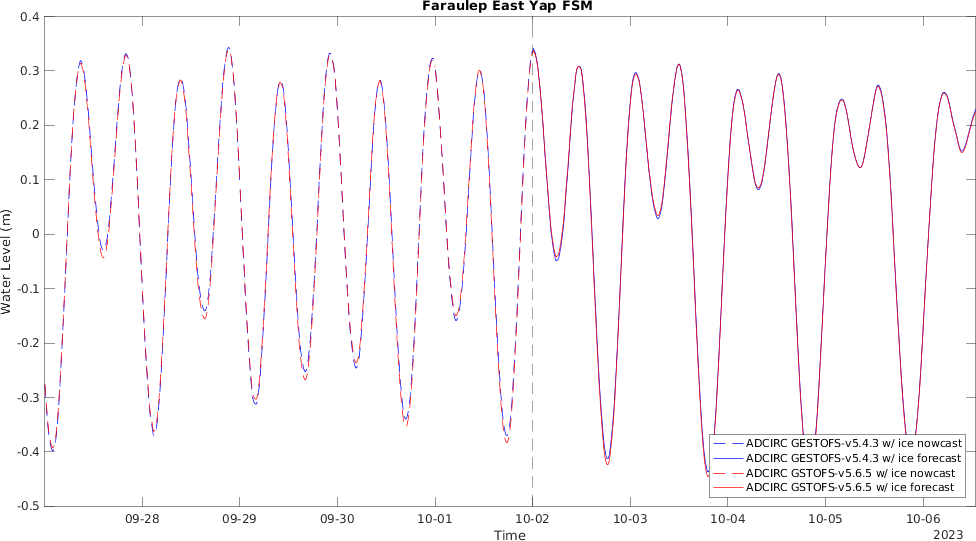 Faraulep East Yap FSM
0.4
0.3
0.2
0.1
0
-0.1
-0.2
-0.3
-0.4
-0.5
Water Level (m)
09-28 09-29 09-30 10-01 10-02 10-03 10-04 10-05 10-06
Time
2023
ADCIRC GESTOFS-v5.4.3 w/ ice nowcast
ADCIRC GESTOFS-v5.4.3 w/ ice forecast
ADCIRC GSTOFS-v5.6.5 w/ ice nowcast
ADCIRC GSTOFS-v5.6.5 w/ ice forecast